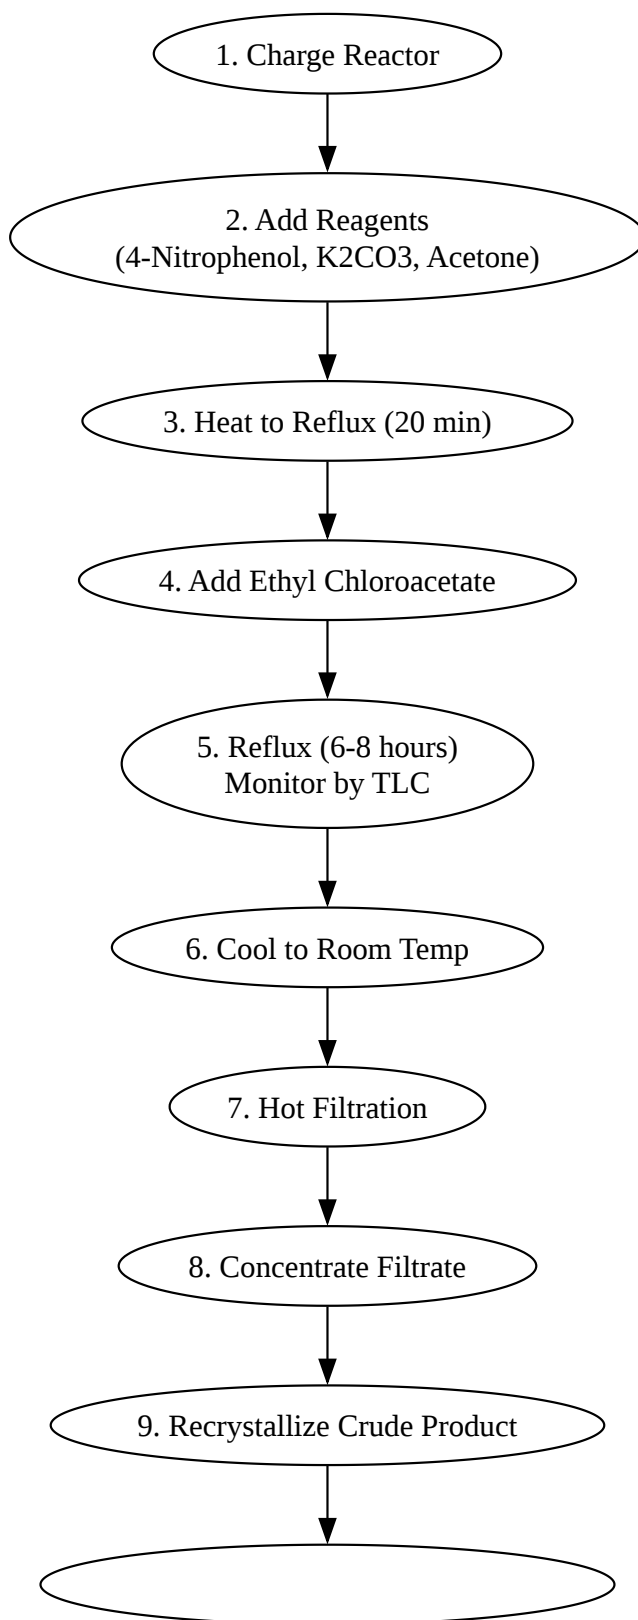 1. Charge Reactor
2. Add Reagents
(4-Nitrophenol, K2CO3, Acetone)
3. Heat to Reflux (20 min)
4. Add Ethyl Chloroacetate
5. Reflux (6-8 hours)
Monitor by TLC
6. Cool to Room Temp
7. Hot Filtration
8. Concentrate Filtrate
9. Recrystallize Crude Product